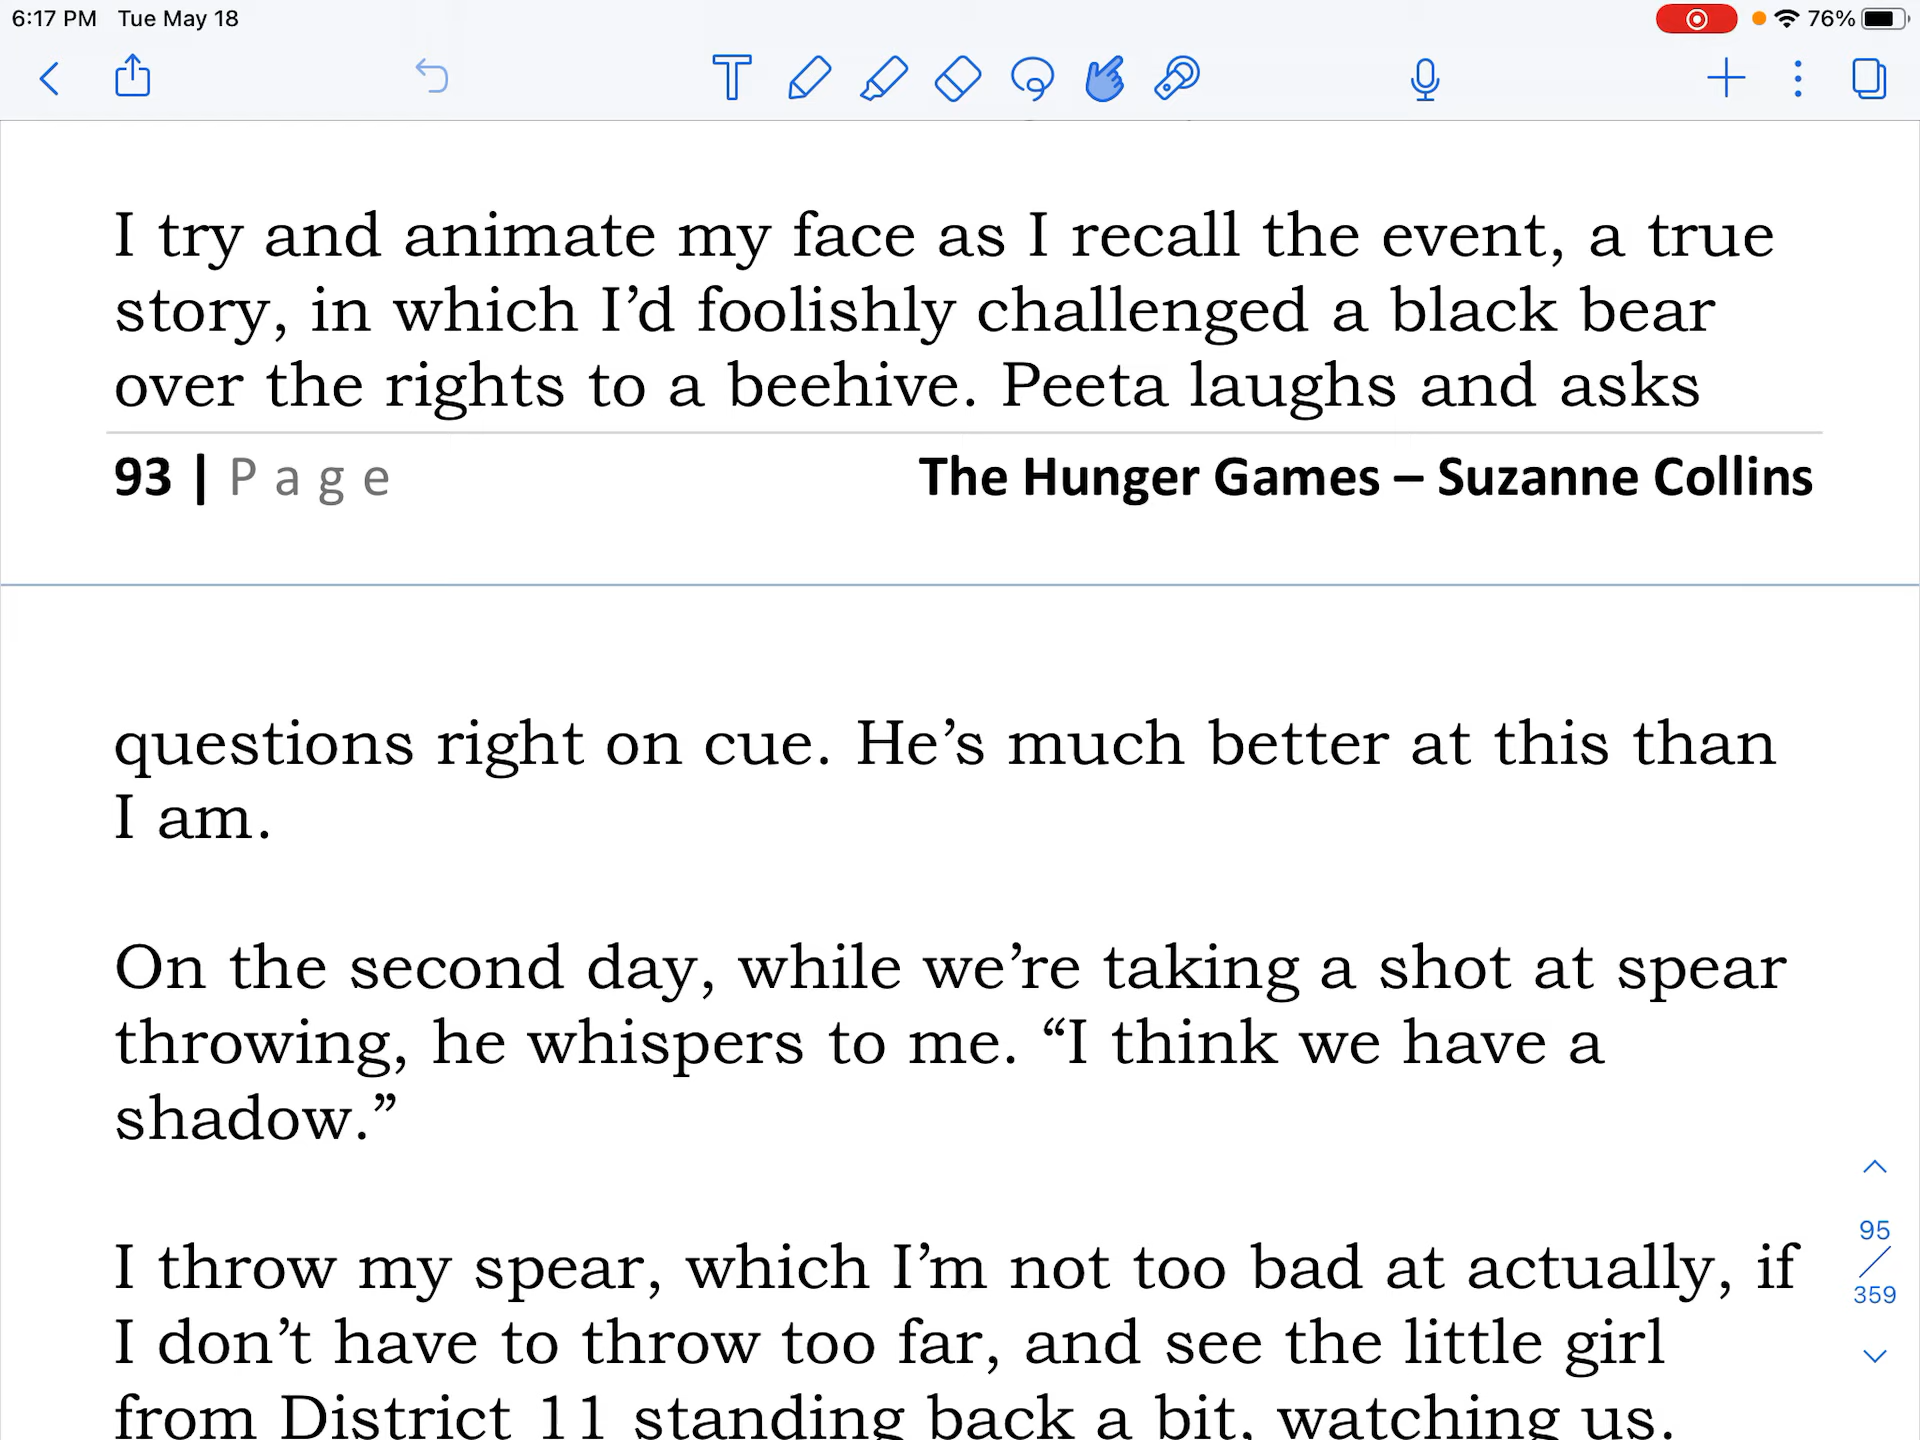 6:17 PM Tue May 18
76%
I try and animate my face as I recall the event, a true
story, in which I’d foolishly challenged a black bear
over the rights to a beehive. Peeta laughs and asks
93 | Page
The Hunger Games – Suzanne Collins
questions right on cue. He’s much better at this than
I am.
On the second day, while we’re taking a shot at spear
throwing, he whispers to me. “I think we have a
shadow.”
I throw my spear, which I’m not too bad at actually, if
I don’t have to throw too far, and see the little girl
from District 11 standing back a bit, watching us.
95
/
359